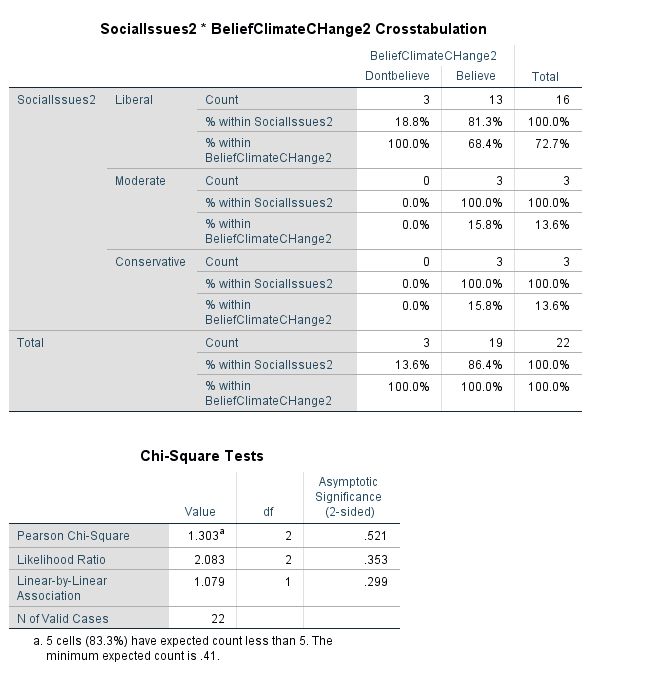 SocialIssues2 * BeliefClimateCHange2 Crosstabulation
BeliefClimateCHange2
Dontbelieve Believe Total
SocialIssues2 Liberal Count 3 13 16
% within SocialIssues2 18.8% 81.3% 100.0%
% within BeliefClimateCHange2 100.0% 68.4% 72.7%
Moderate Count 0 3 3
% within SocialIssues2 0.0% 100.0% 100.0%
% within BeliefClimateCHange2 0.0% 15.8% 13.6%
Conservative Count 0 3 3
% within SocialIssues2 0.0% 100.0% 100.0%
% within BeliefClimateCHange2 0.0% 15.8% 13.6%
Total Count 3 19 22
% within SocialIssues2 13.6% 86.4% 100.0%
% within BeliefClimateCHange2 100.0% 100.0% 100.0%
Chi-Square Tests
Value df Asymptotic Significance (2-sided)
Pearson Chi-Square 1.303a 2 .521
Likelihood Ratio 2.083 2 .353
Linear-by-Linear Association 1.079 1 .299
N of Valid Cases 22
a. 5 cells (83.3%) have expected count less than 5. The
minimum expected count is .41.